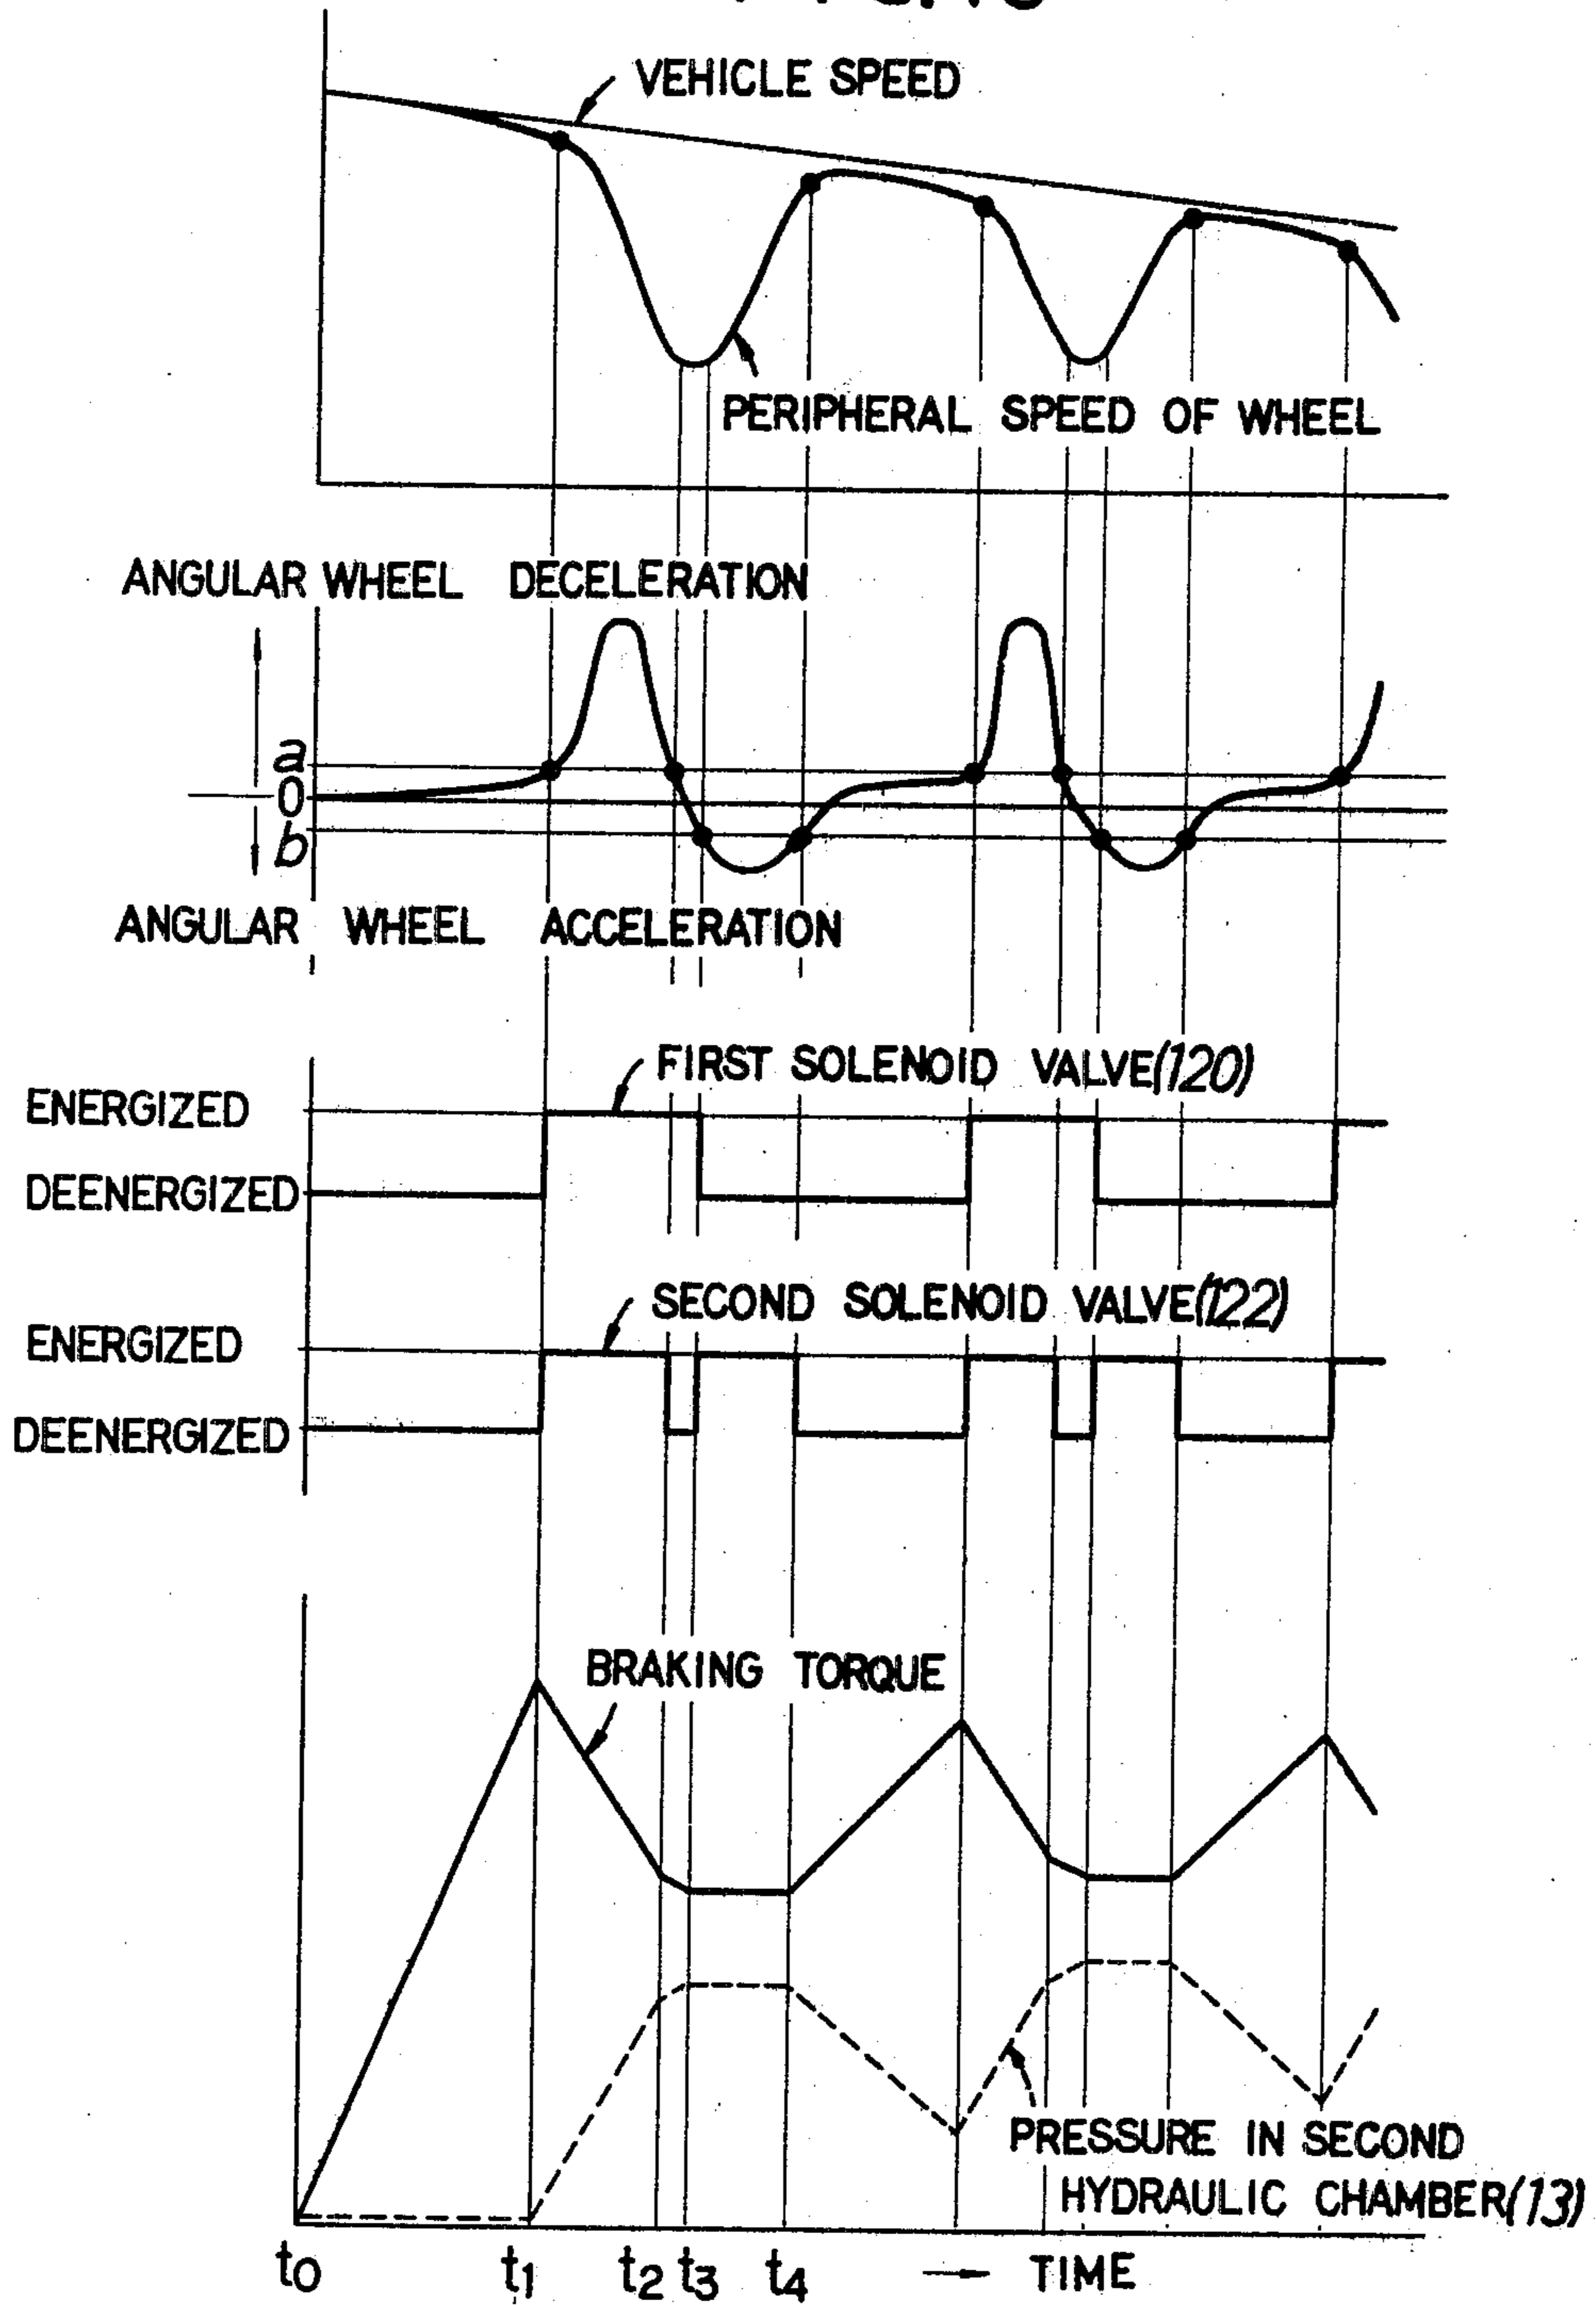 VEHICLE SPEED
PERIPHERAL SPEED OF WHEEL
ANGULAR WHEEL DECELERATION
a
0
b
ANGULAR WHEEL ACCELERATION
FIRST SOLENOID VALVE(120)
ENERGIZED
DEENERGIZED
SECOND SOLENOID VALVE(122)
ENERGIZED
DEENERGIZED
BRAKING TORQUE
PRESSURE IN SECOND
HYDRAULIC CHAMBER(13)
t0 t1 t2 t3 t4 → TIME